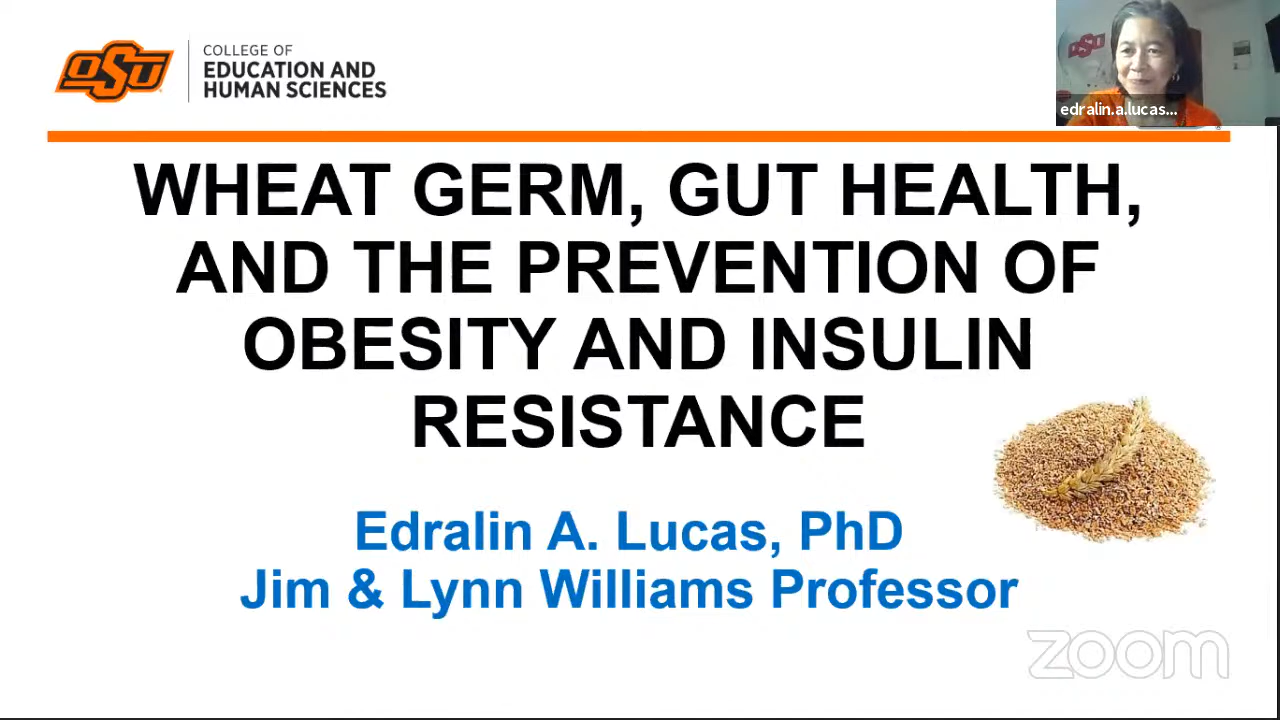 OSU
COLLEGE OF
EDUCATION AND
HUMAN SCIENCES
edralin.a.lucas...
WHEAT GERM, GUT HEALTH,
AND THE PREVENTION OF
OBESITY AND INSULIN
RESISTANCE
Edralin A. Lucas, PhD
Jim & Lynn Williams Professor
zoom